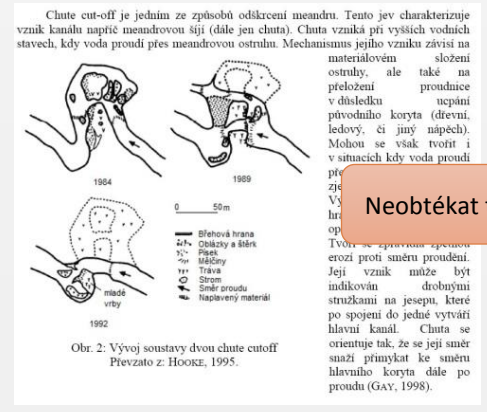 Chute cut-off je jedním ze způsobů odškrcení meandru. Tento jev charakterizuje
vznik kanálu napříč meandrovou šíjí (dále jen chuta). Chuta vzniká při vyšších vodních
stavech, kdy voda proudí přes meandrovou ostruhu. Mechanismus jejího vzniku závisí na
materiálovém složení
ostruhy, ale také na
přeložení proudnice
v důsledku ucpání
původního koryta (dřevní,
ledový, či jiný nápěch).
Mohou se však tvořit i
v situacích kdy voda proudí
erozí proti směru proudění.
Její vznik může být
indikován drobnými
stružkami na jesepu, které
po spojení do jedné vytváří
hlavní kanál. Chuta se
orientuje tak, že se její směr
snaží přimykat ke směru
hlavního koryta dále po
proudu (GAY, 1998).
Neobtékat
1984
1989
0 50m
Břehová hrana
Oblázky a štěrk
Písek
Mělčiny
Tráva
Strom
Směr proudu
Naplavený materiál
mladé
vrby
1992
Obr. 2: Vývoj soustavy dvou chute cutoff
Převzato z: HOOKE, 1995.